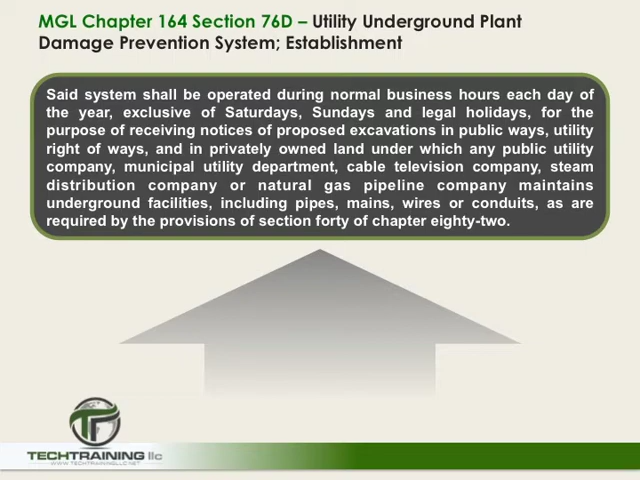 MGL Chapter 164 Section 76D – Utility Underground Plant
Damage Prevention System; Establishment
Said system shall be operated during normal business hours each day of
the year, exclusive of Saturdays, Sundays and legal holidays, for the
purpose of receiving notices of proposed excavations in public ways, utility
right of ways, and in privately owned land under which any public utility
company, municipal utility department, cable television company, steam
distribution company or natural gas pipeline company maintains
underground facilities, including pipes, mains, wires or conduits, as are
required by the provisions of section forty of chapter eighty-two.
TECHTRAINING llc
WWW.TECHTRAININGLLC.NET